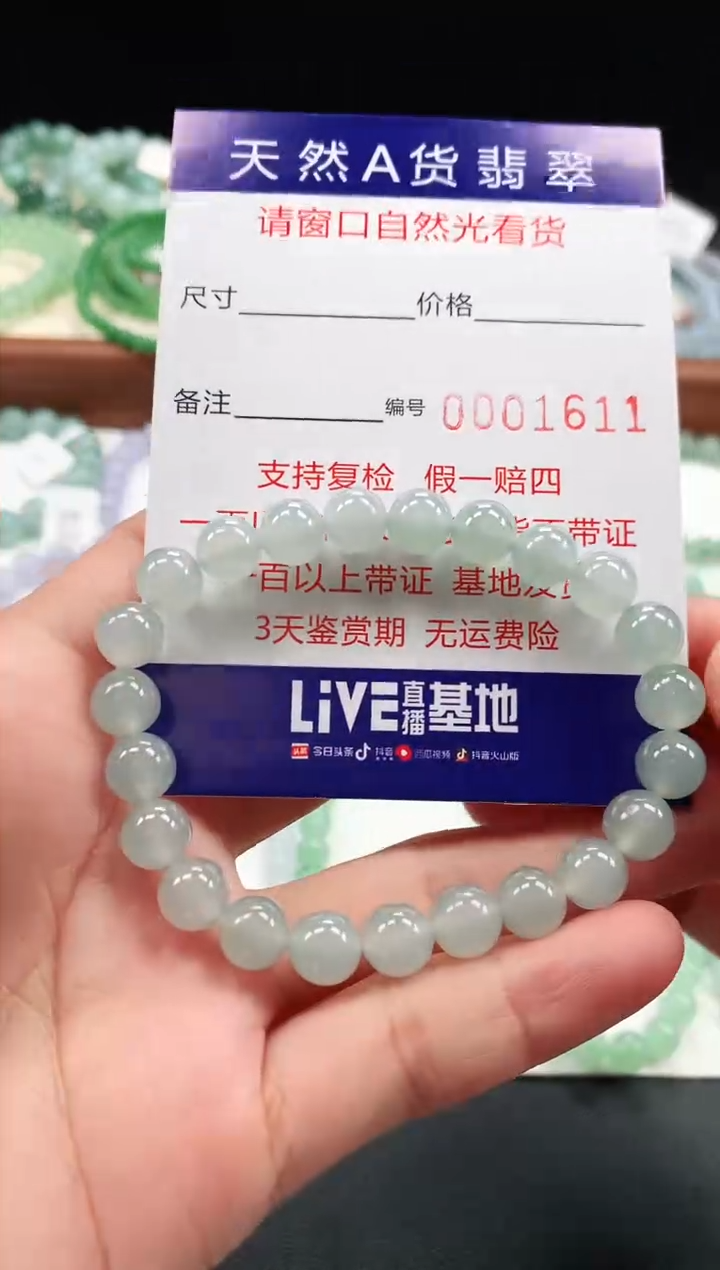 天然A货翡翠
请窗口自然光看货
尺寸 价格
备注 编号 0001611
支持复检 假一赔四
一 带证
百以上带证 基地
3天鉴赏期 无运费险
LiVE直播基地
头条 今日头条 抖音 西瓜视频 抖音火山版